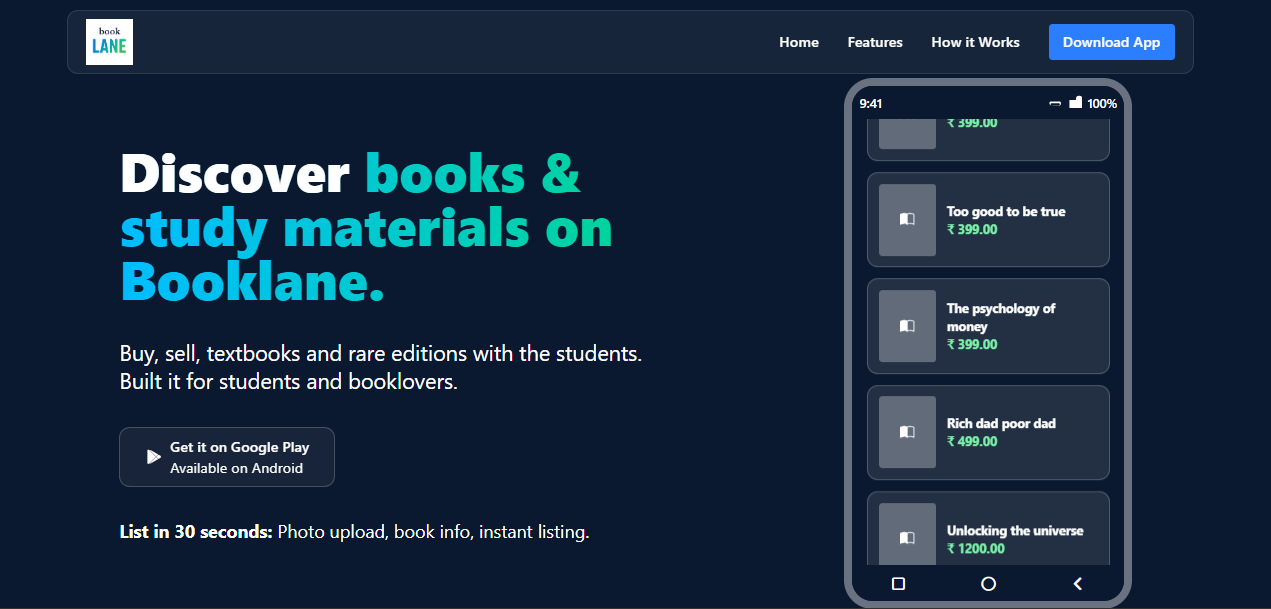 book
LANE
Home
Features
How it Works
Download App
Discover books &
study materials on
Booklane.
Buy, sell, textbooks and rare editions with the students.
Built it for students and booklovers.
Get it on Google Play
Available on Android
List in 30 seconds: Photo upload, book info, instant listing.
9:41
100%
₹ 399.00
Too good to be true
₹ 399.00
The psychology of
money
₹ 399.00
Rich dad poor dad
₹ 499.00
Unlocking the universe
₹ 1200.00